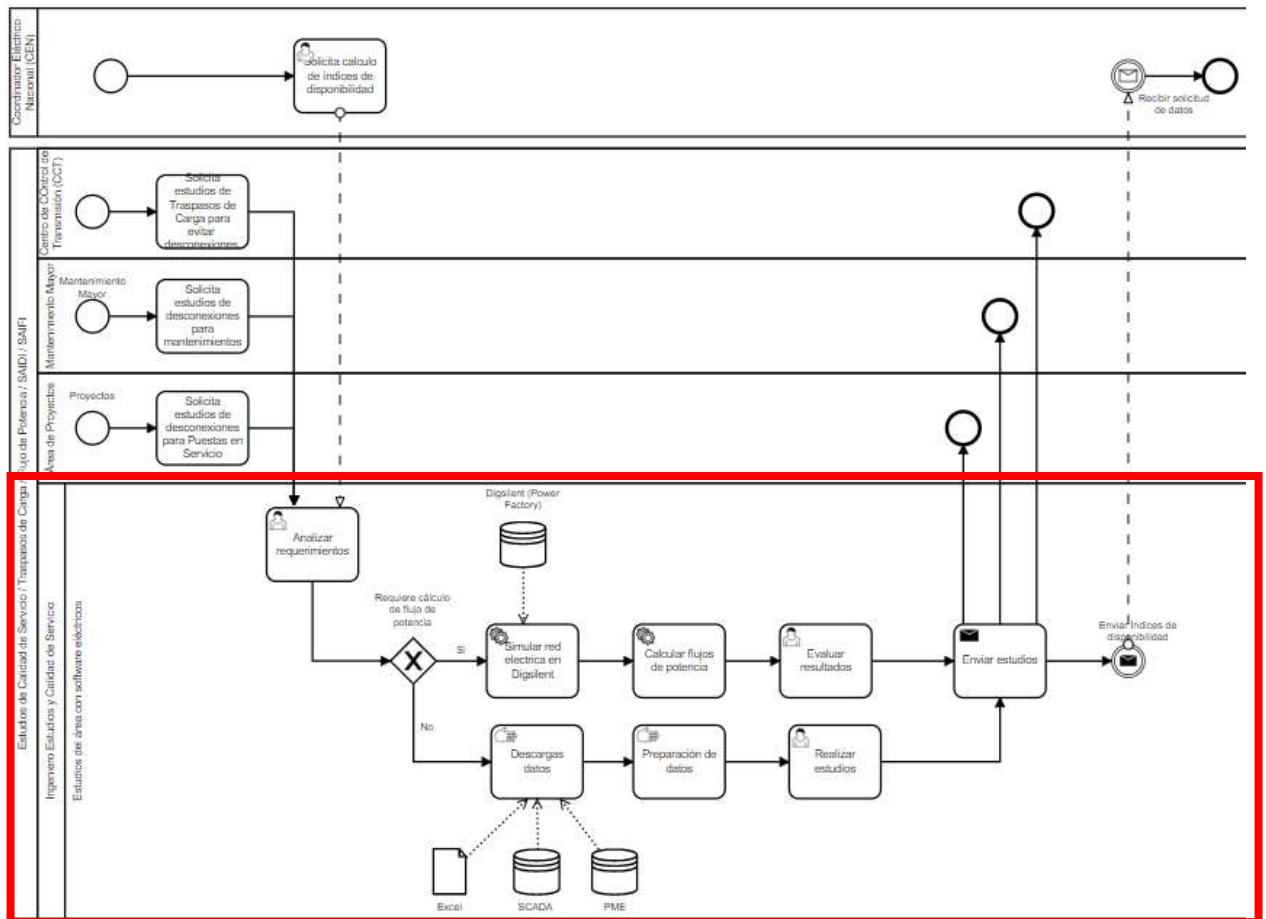 Coordinador Eléctrico
Nacional (CEN)
Solicita calculo
de indices de
disponibilidad
Recibir solicitud
de datos
Estudios de Calidad de Servicio / Traspasos de Carga / Flujo de Potencia / SAIDI / SAIFI
Centro de COntrol de
Transmisión (CCT)
Solicita
estudios de
Traspasos de
Carga para
evitar
desconexiones
Mantenimiento Mayor
Mantenimiento
Mayor
Solicita
estudios de
desconexiones
para
mantenimientos
Área de Proyectos
Proyectos
Solicita
estudios de
desconexiones
para Puestas en
Servicio
Ingeniero Estudios y Calidad de Servicio
Estudios del área con software eléctricos
Analizar
requerimientos
Digsilent (Power
Factory)
Requiere cálculo
de flujo de
potencia
Si
Simular red
electrica en
Digsilent
Calcular flujos
de potencia
Evaluar
resultados
Enviar estudios
Enviar Indices de
disponibilidad
No
Descargas
datos
Preparación de
datos
Realizar
estudios
Excel
SCADA
PME